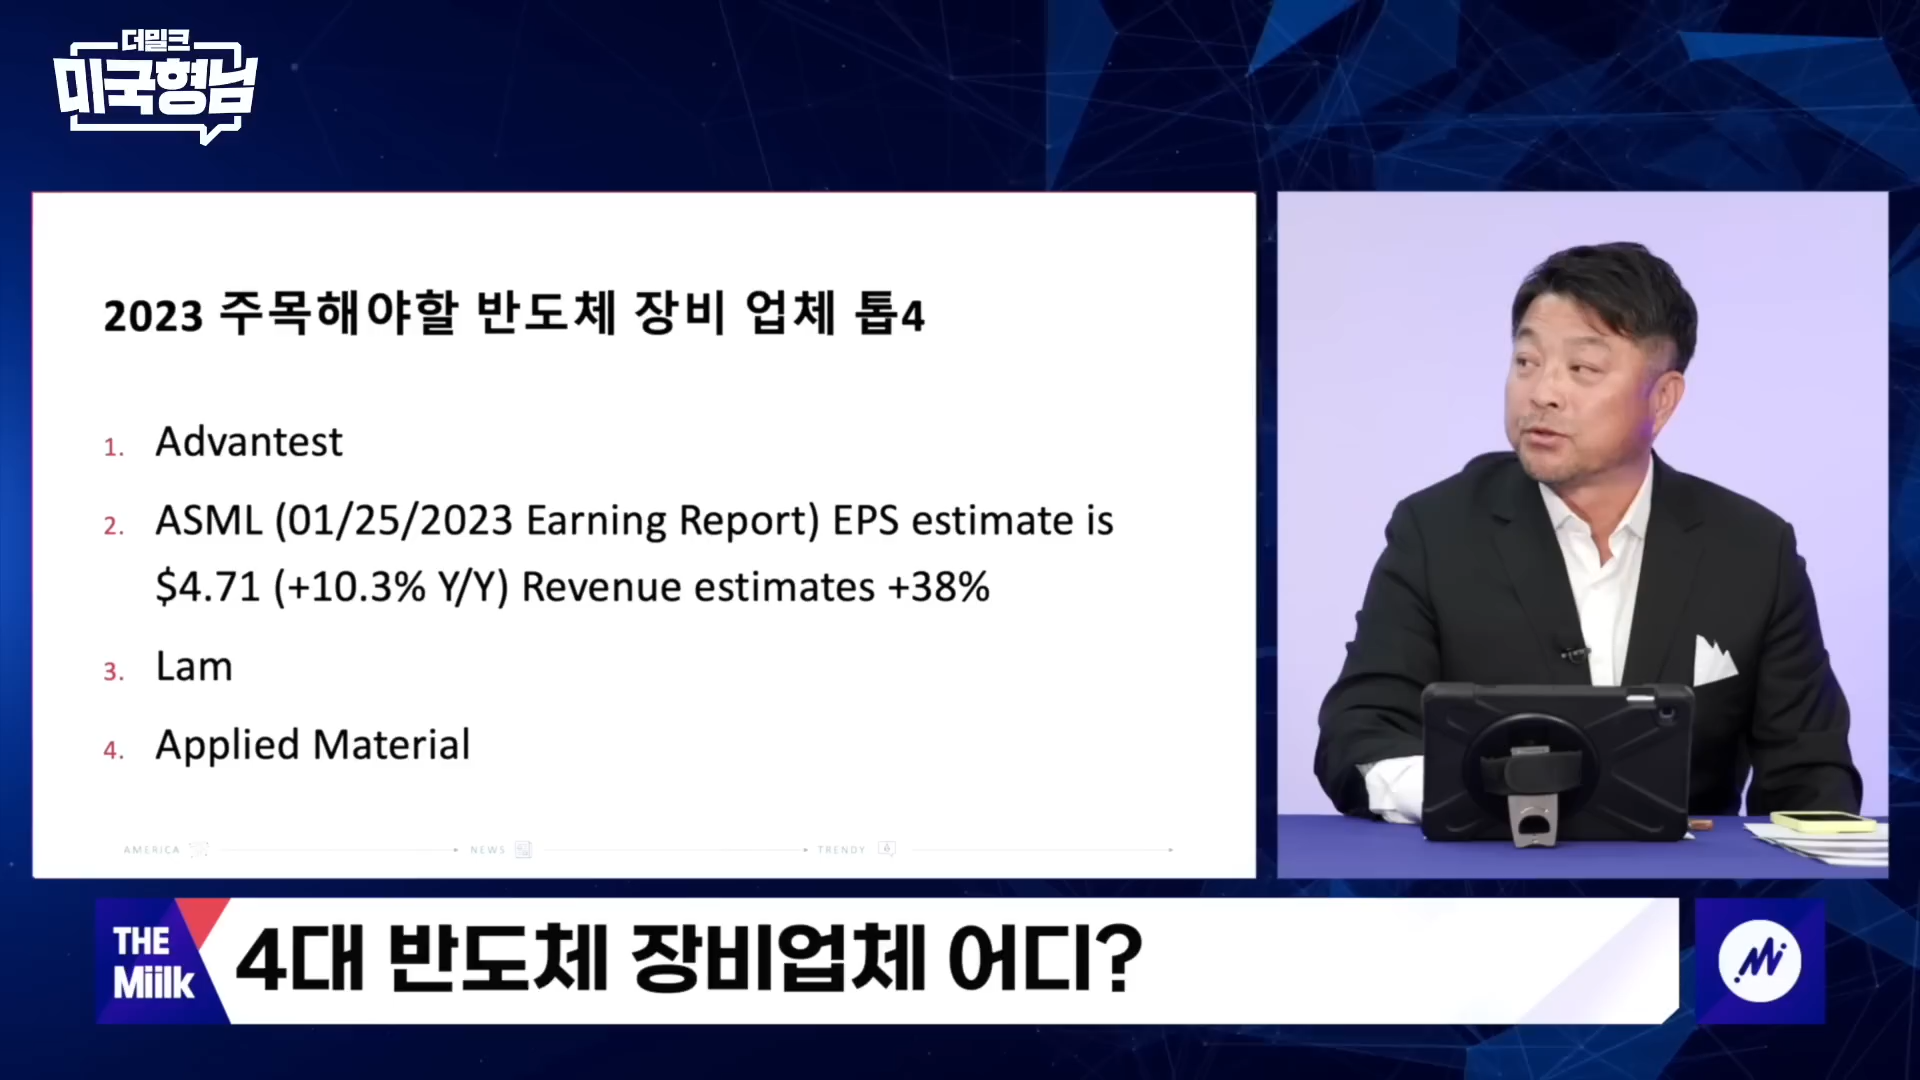 더밀크
미국형님
2023 주목해야할 반도체 장비 업체 톱4
1. Advantest
2. ASML (01/25/2023 Earning Report) EPS estimate is
$4.71 (+10.3% Y/Y) Revenue estimates +38%
3. Lam
4. Applied Material
AMERICA NEWS TRENDY
THE
Miilk
4대 반도체 장비업체 어디?